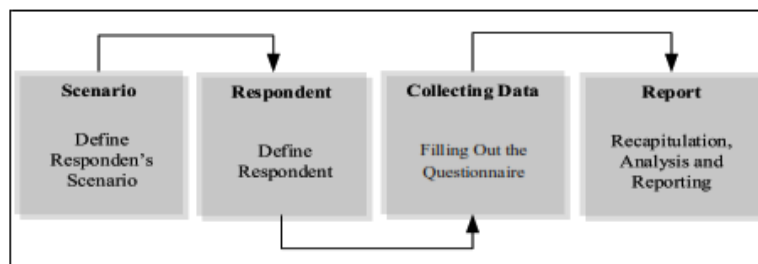 Scenario
Define
Responden's
Scenario
Respondent
Define
Respondent
Collecting Data
Filling Out the
Questionnaire
Report
Recapitulation,
Analysis and
Reporting